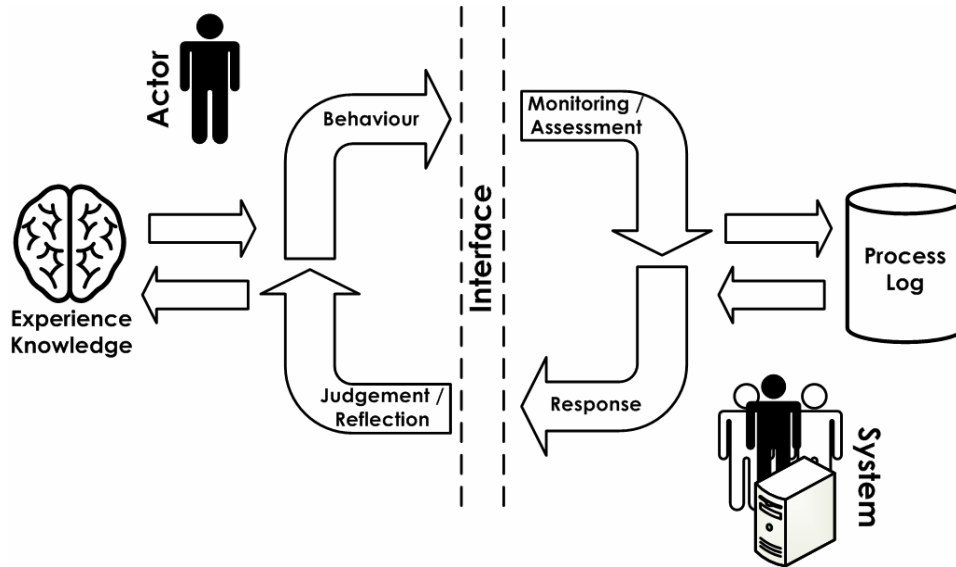 Actor
Behaviour
Monitoring /
Assessment
Interface
Experience
Knowledge
Process
Log
Judgement /
Reflection
Response
System